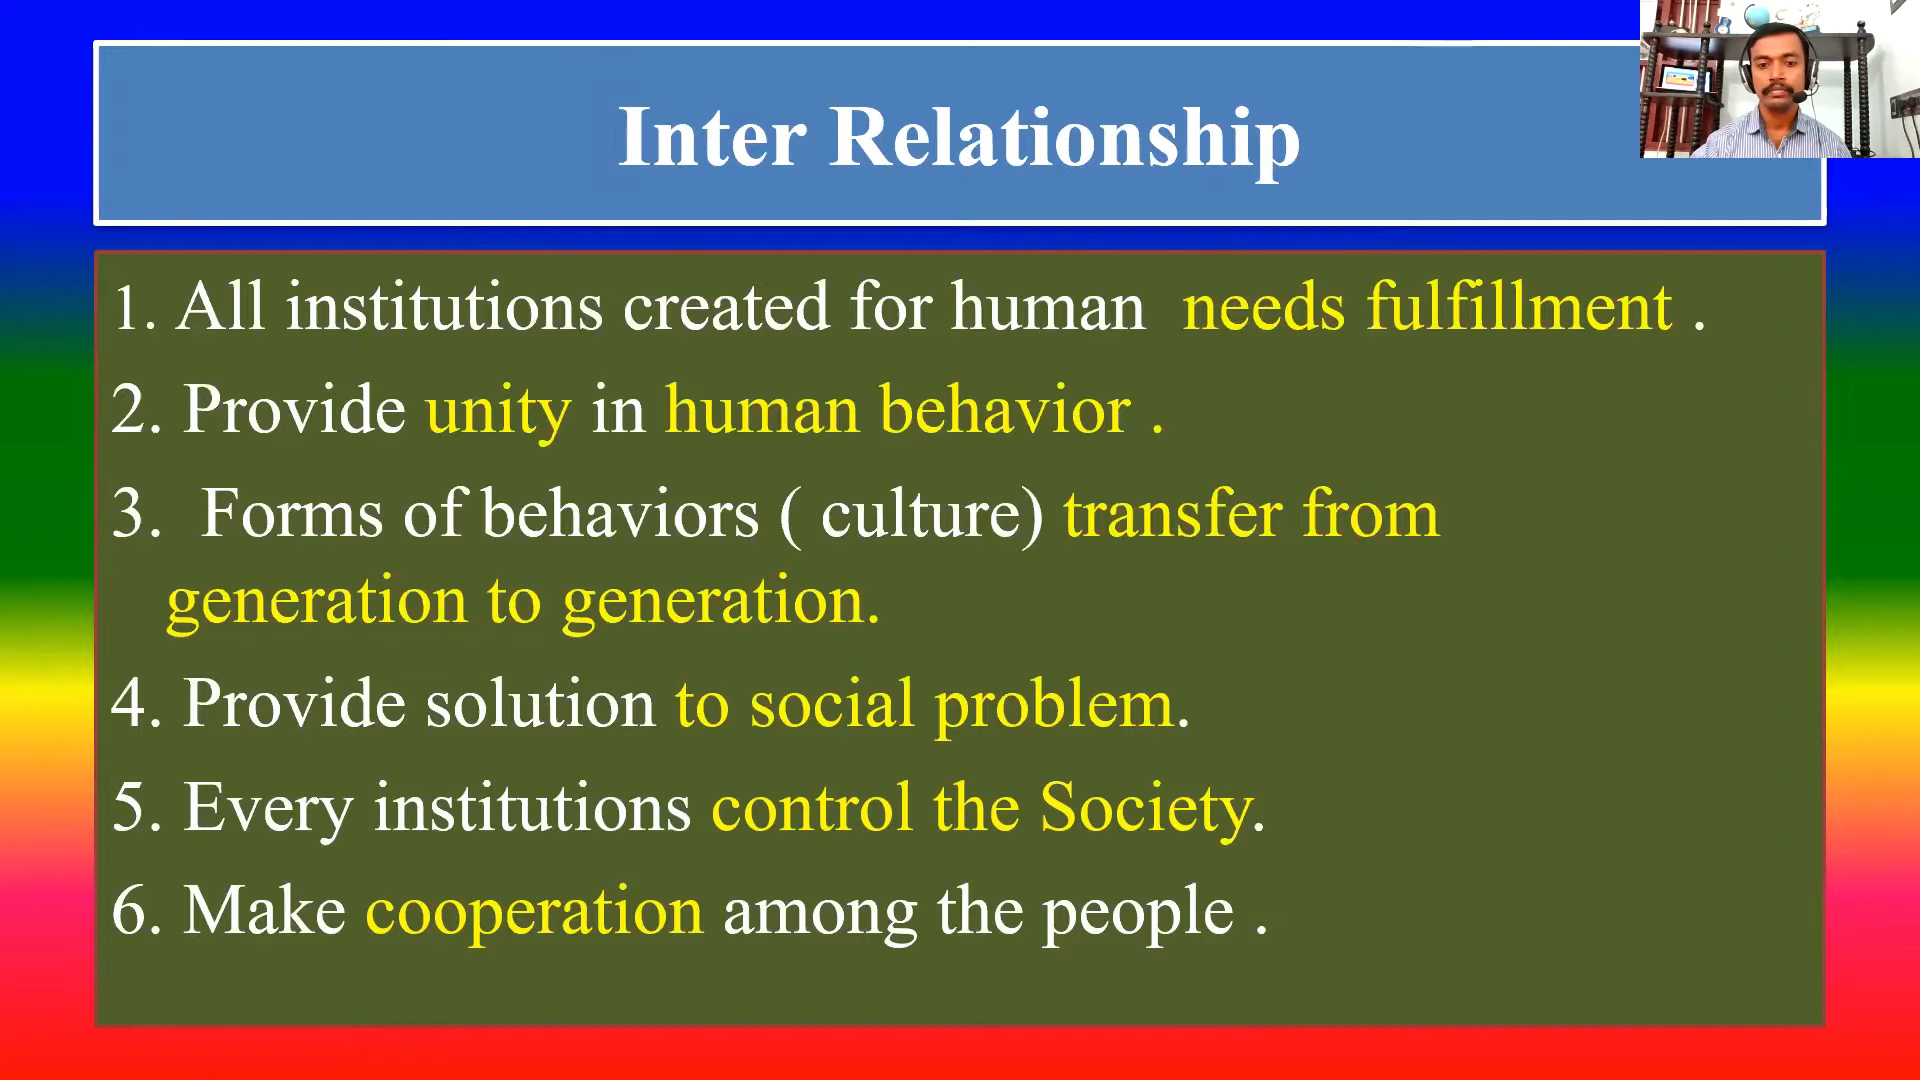 Inter Relationship
1. All institutions created for human needs fulfillment .
2. Provide unity in human behavior .
3. Forms of behaviors ( culture) transfer from
generation to generation.
4. Provide solution to social problem.
5. Every institutions control the Society.
6. Make cooperation among the people .